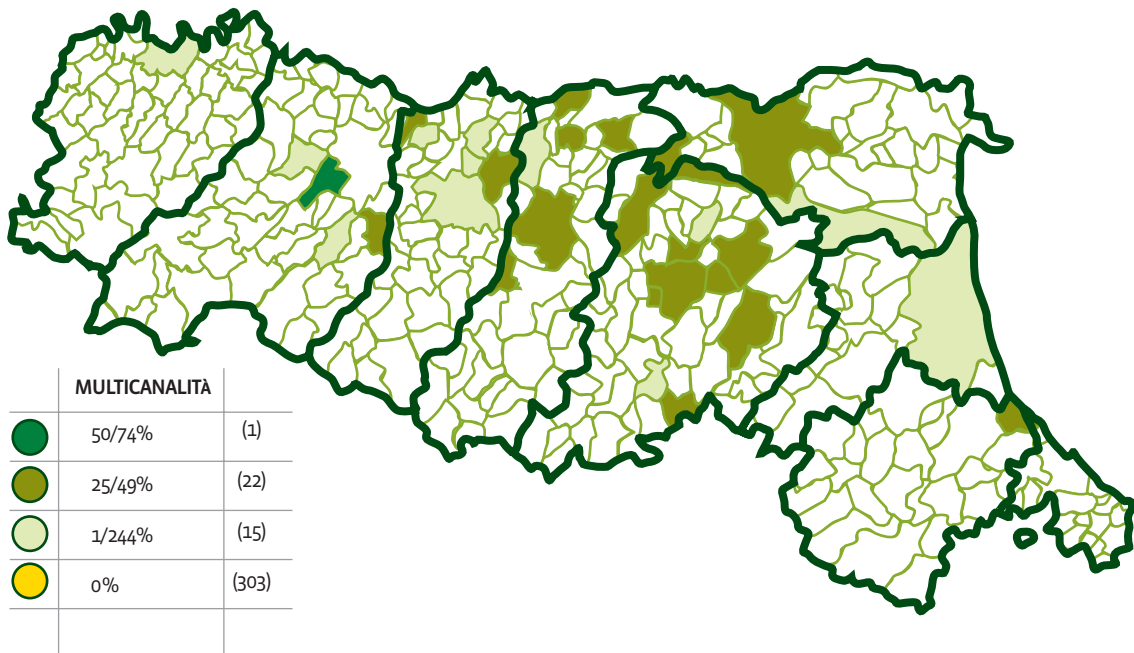 MULTICANALITÀ
50/74% (1)
25/49% (22)
1/244% (15)
0% (303)